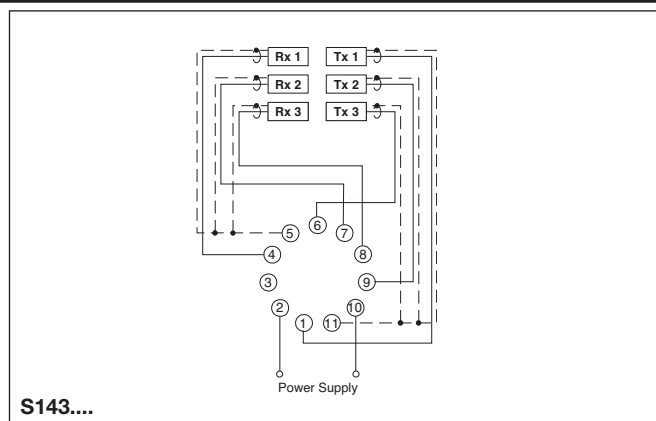 Rx 1 Tx 1
Rx 2 Tx 2
Rx 3 Tx 3
6
5 7
4 8
3 9
2 10
1 11
Power Supply
S143....